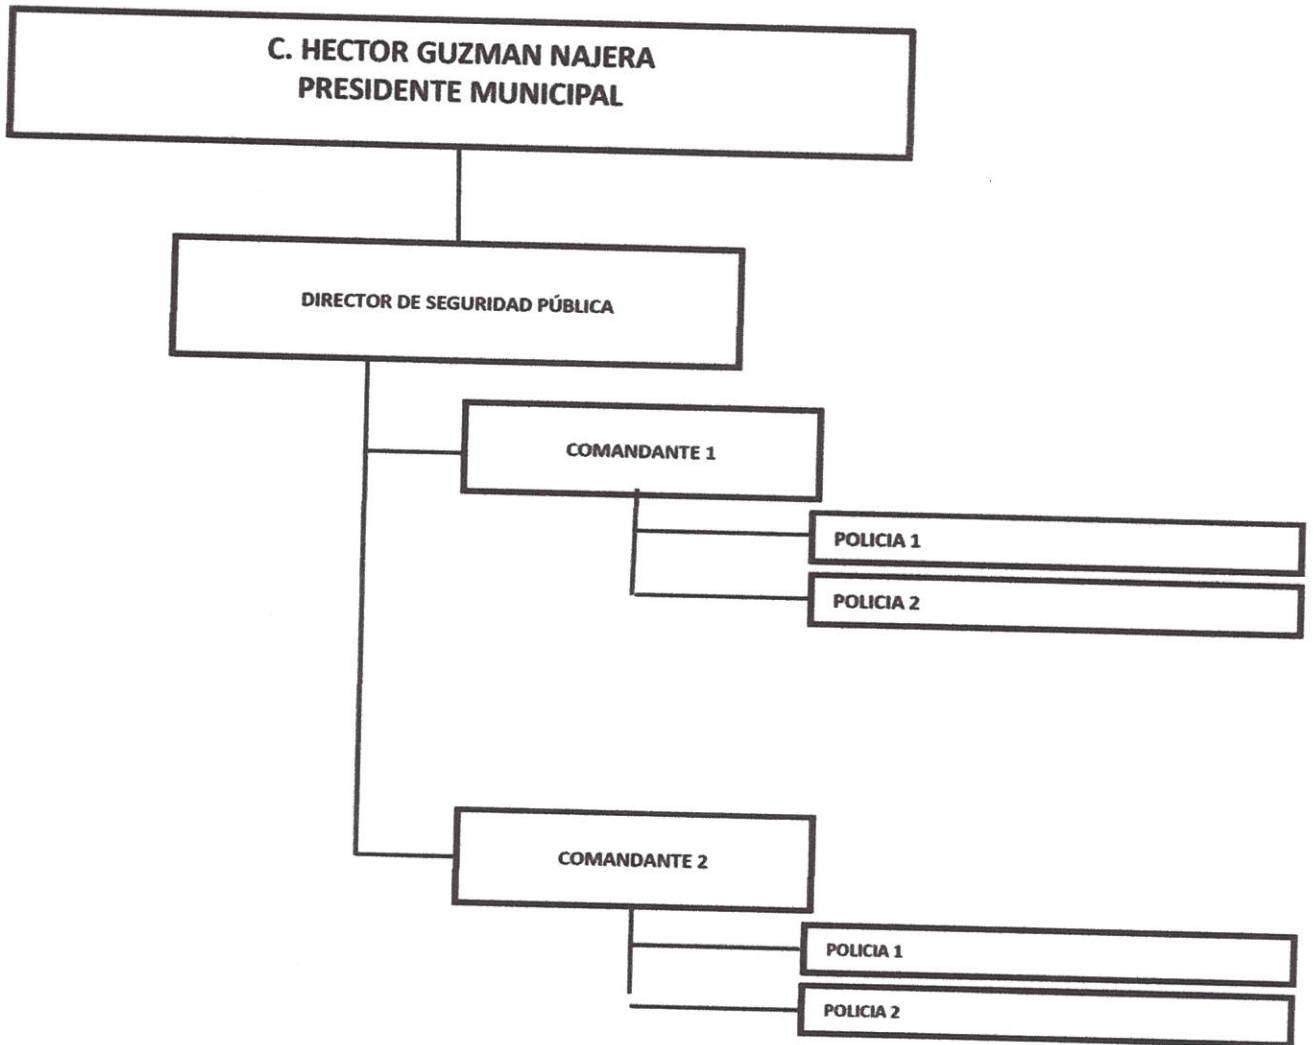 C. HECTOR GUZMAN NAJERA
PRESIDENTE MUNICIPAL
DIRECTOR DE SEGURIDAD PÚBLICA
COMANDANTE 1
POLICIA 1
POLICIA 2
COMANDANTE 2
POLICIA 1
POLICIA 2